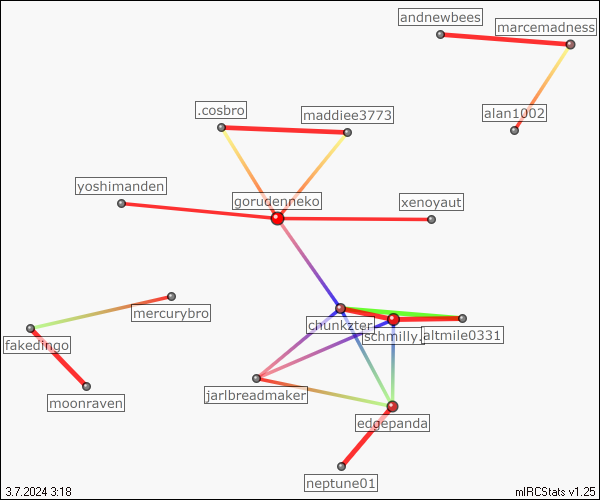 andnewbees
marcemadness
.cosbro
maddiee3773
alan1002
yoshimanden
gorudenneko
xenoyaut
mercurybro
chunkzter
schmilly.
altmile0331
fakedingo
jarlbreadmaker
moonraven
edgepanda
neptune01
3.7.2024 3:18
mIRCStats v1.25